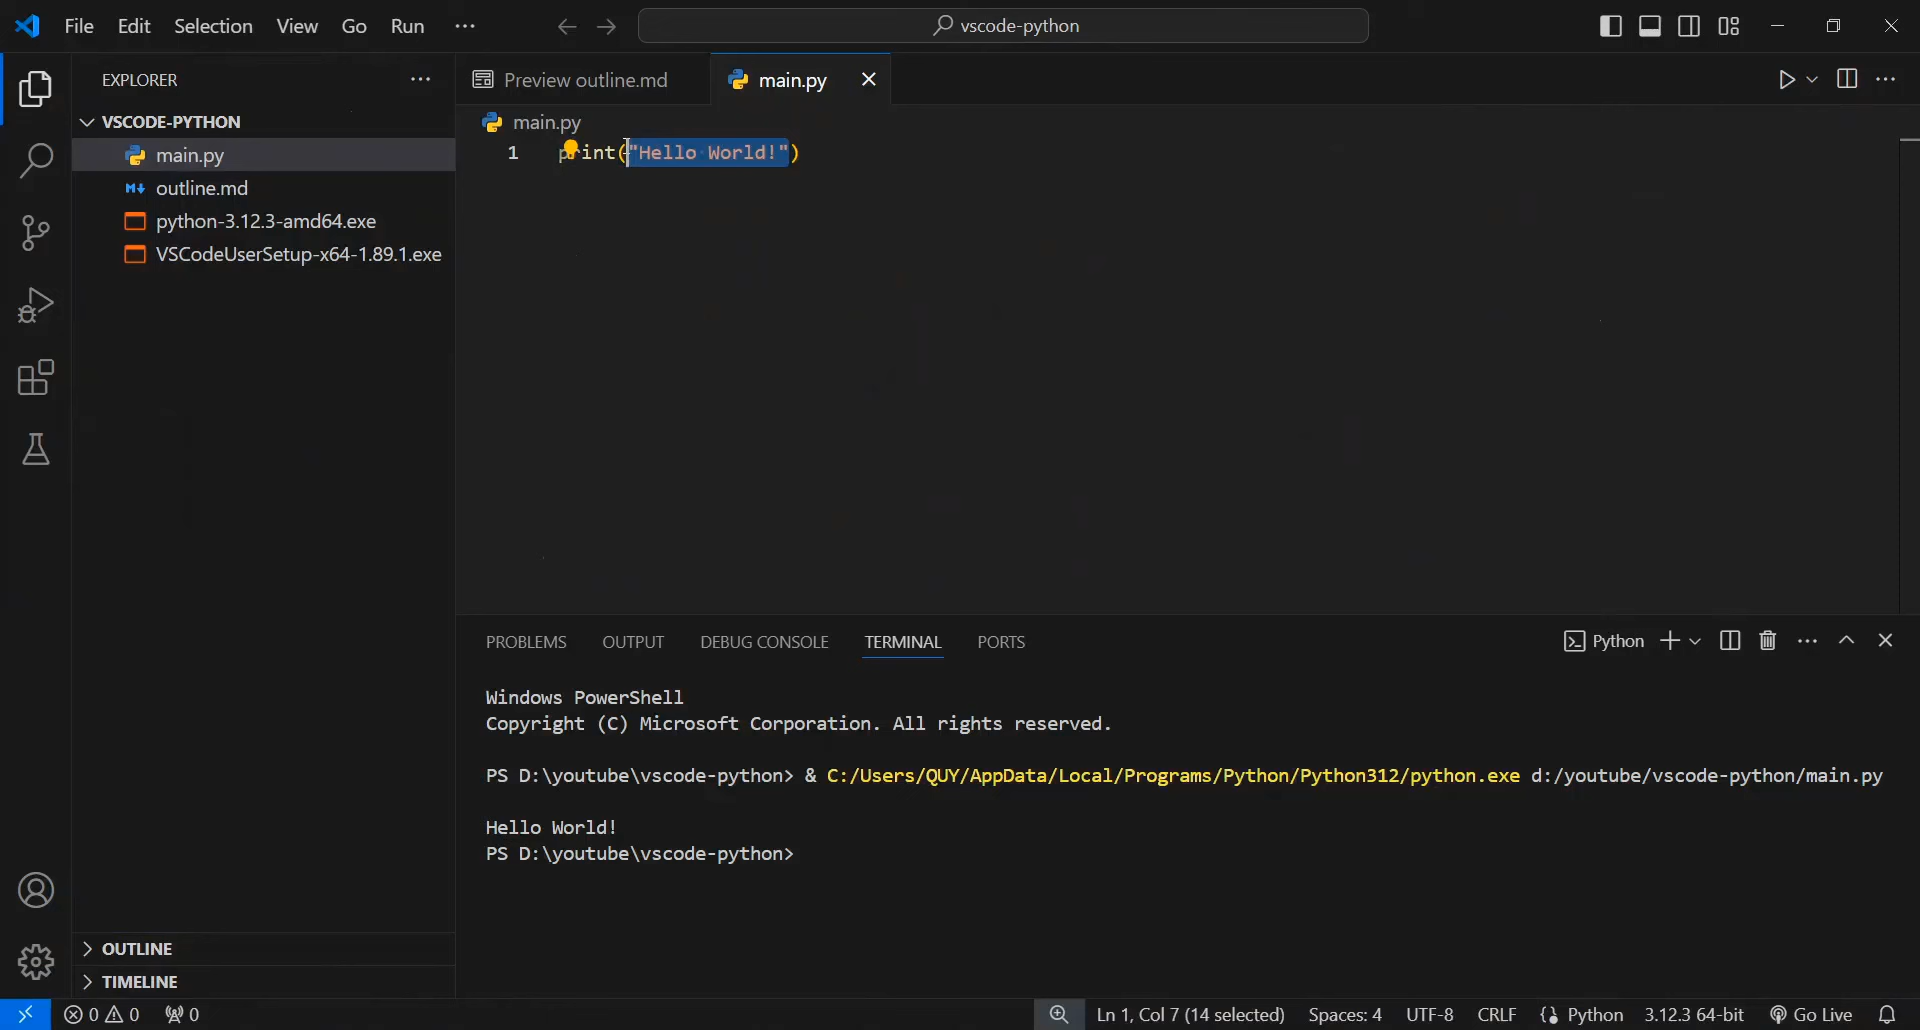 File Edit Selection View Go Run ···
vscode-python
EXPLORER
VSCODE-PYTHON
main.py
outline.md
python-3.12.3-amd64.exe
VSCodeUserSetup-x64-1.89.1.exe
OUTLINE
TIMELINE
Preview outline.md main.py
main.py
1 print("Hello World!")
PROBLEMS OUTPUT DEBUG CONSOLE TERMINAL PORTS
Python
Windows PowerShell
Copyright (C) Microsoft Corporation. All rights reserved.
PS D:\youtube\vscode-python> & C:/Users/QUY/AppData/Local/Programs/Python/Python312/python.exe d:/youtube/vscode-python/main.py
Hello World!
PS D:\youtube\vscode-python>
0 0 0 Ln 1, Col 7 (14 selected) Spaces: 4 UTF-8 CRLF Python 3.12.3 64-bit Go Live